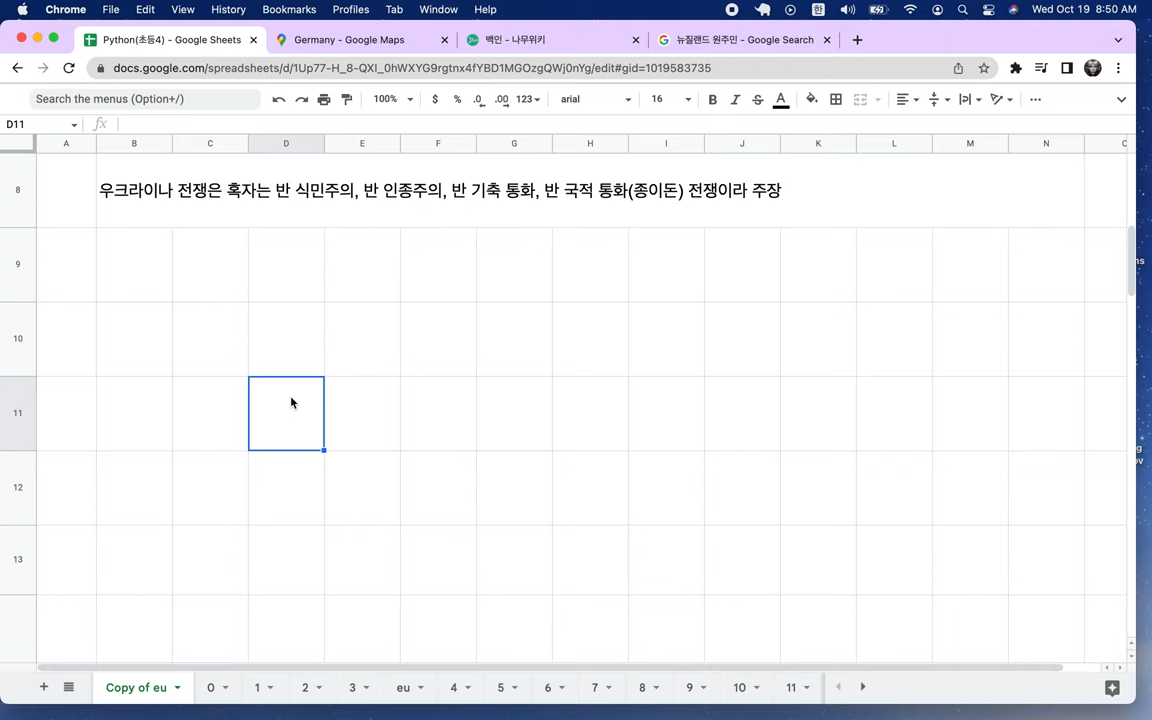 Chrome File Edit View History Bookmarks Profiles Tab Window Help 한 Wed Oct 19 8:50 AM
Python(초등4) - Google Sheets Germany - Google Maps 백인 - 나무위키 뉴질랜드 원주민 - Google Search
docs.google.com/spreadsheets/d/1Up77-H_8-QXI_0hWXYG9rgtnx4fYBD1MGOzgQWj0nYg/edit#gid=1019583735
Search the menus (Option+/) 100% $ % .0 .00 123 arial 16 B I S A
D11 fx
A B C D E F G H I J K L M N
8 우크라이나 전쟁은 혹자는 반 식민주의, 반 인종주의, 반 기축 통화, 반 국적 통화(종이돈) 전쟁이라 주장
9
10
11
12
13
Copy of eu 0 1 2 3 eu 4 5 6 7 8 9 10 11